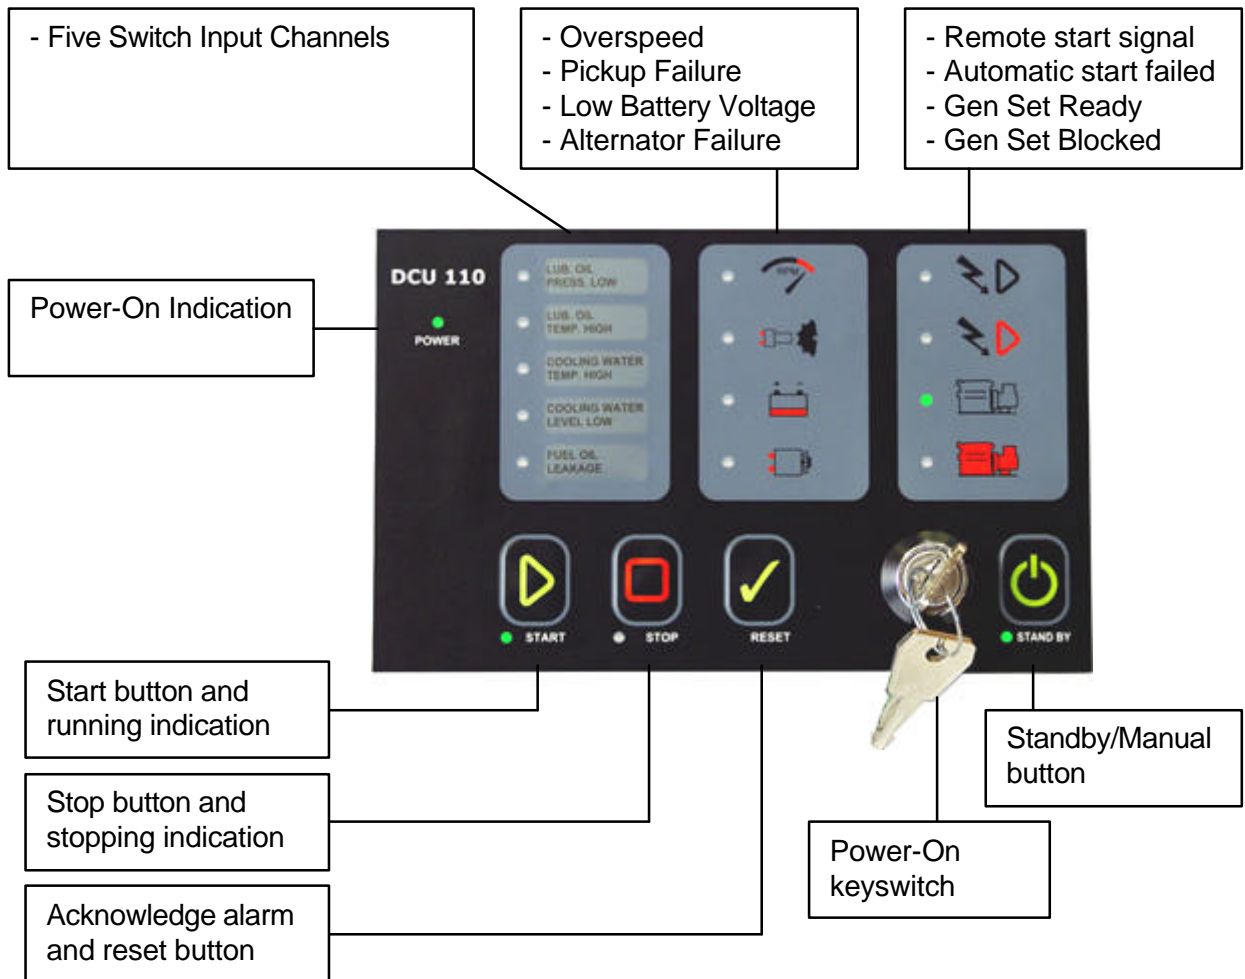 - Five Switch Input Channels
- Overspeed
- Pickup Failure
- Low Battery Voltage
- Alternator Failure
- Remote start signal
- Automatic start failed
- Gen Set Ready
- Gen Set Blocked
Power-On Indication
DCU 110
POWER
LUB. OIL
PRESS. LOW
LUB. OIL
TEMP. HIGH
COOLING WATER
TEMP. HIGH
COOLING WATER
LEVEL LOW
FUEL OIL
LEAKAGE
RPM
START
STOP
RESET
STAND BY
Start button and
running indication
Stop button and
stopping indication
Acknowledge alarm
and reset button
Power-On
keyswitch
Standby/Manual
button